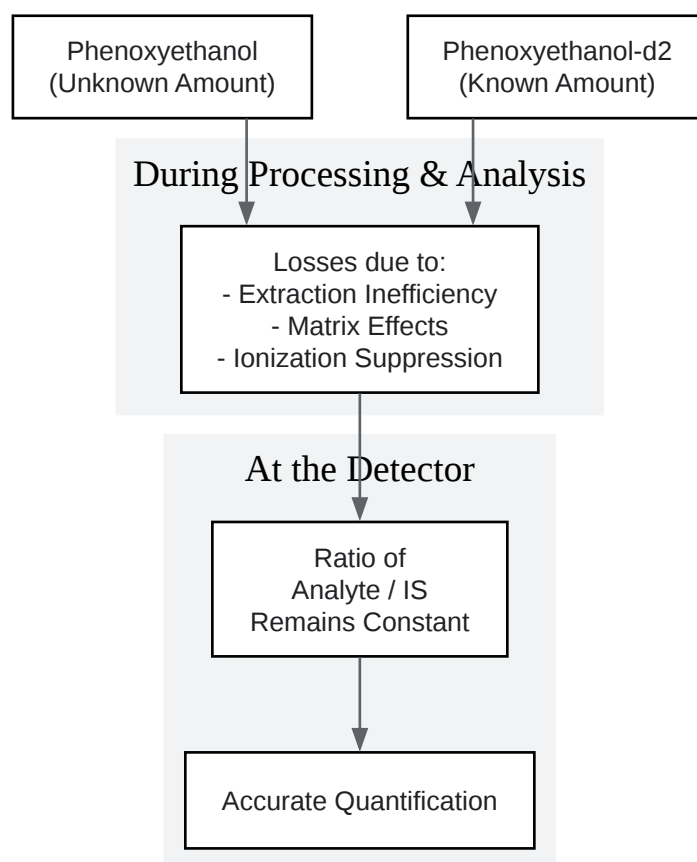 Phenoxyethanol
(Unknown Amount)
Phenoxyethanol-d2
(Known Amount)
During Processing & Analysis
Losses due to:
- Extraction Inefficiency
- Matrix Effects
- Ionization Suppression
At the Detector
Ratio of
Analyte / IS
Remains Constant
Accurate Quantification